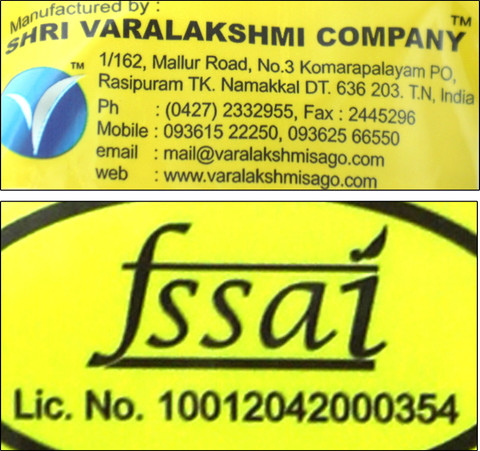 Manufactured by :
SHRI VARALAKSHMI COMPANY™
1/162, Mallur Road, No.3 Komarapalayam PO,
TM
Rasipuram TK. Namakkal DT. 636 203. T.N, India
Ph : (0427) 2332955, Fax : 2445296
Mobile : 093615 22250, 093625 66550
email : mail@varalakshmisago.com
web : www.varalakshmisago.com
fssai
Lic. No. 10012042000354